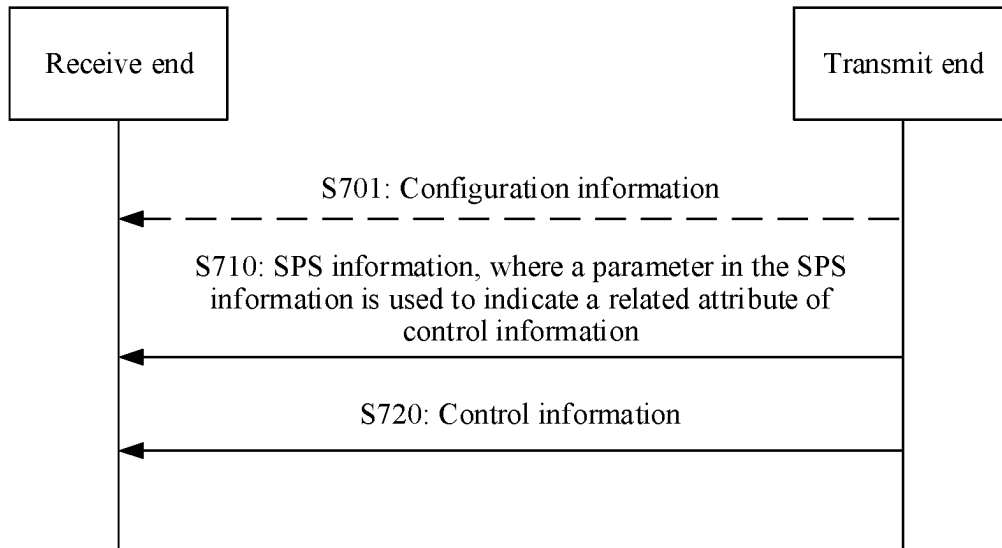 Receive end
Transmit end
S701: Configuration information
S710: SPS information, where a parameter in the SPS
information is used to indicate a related attribute of
control information
S720: Control information